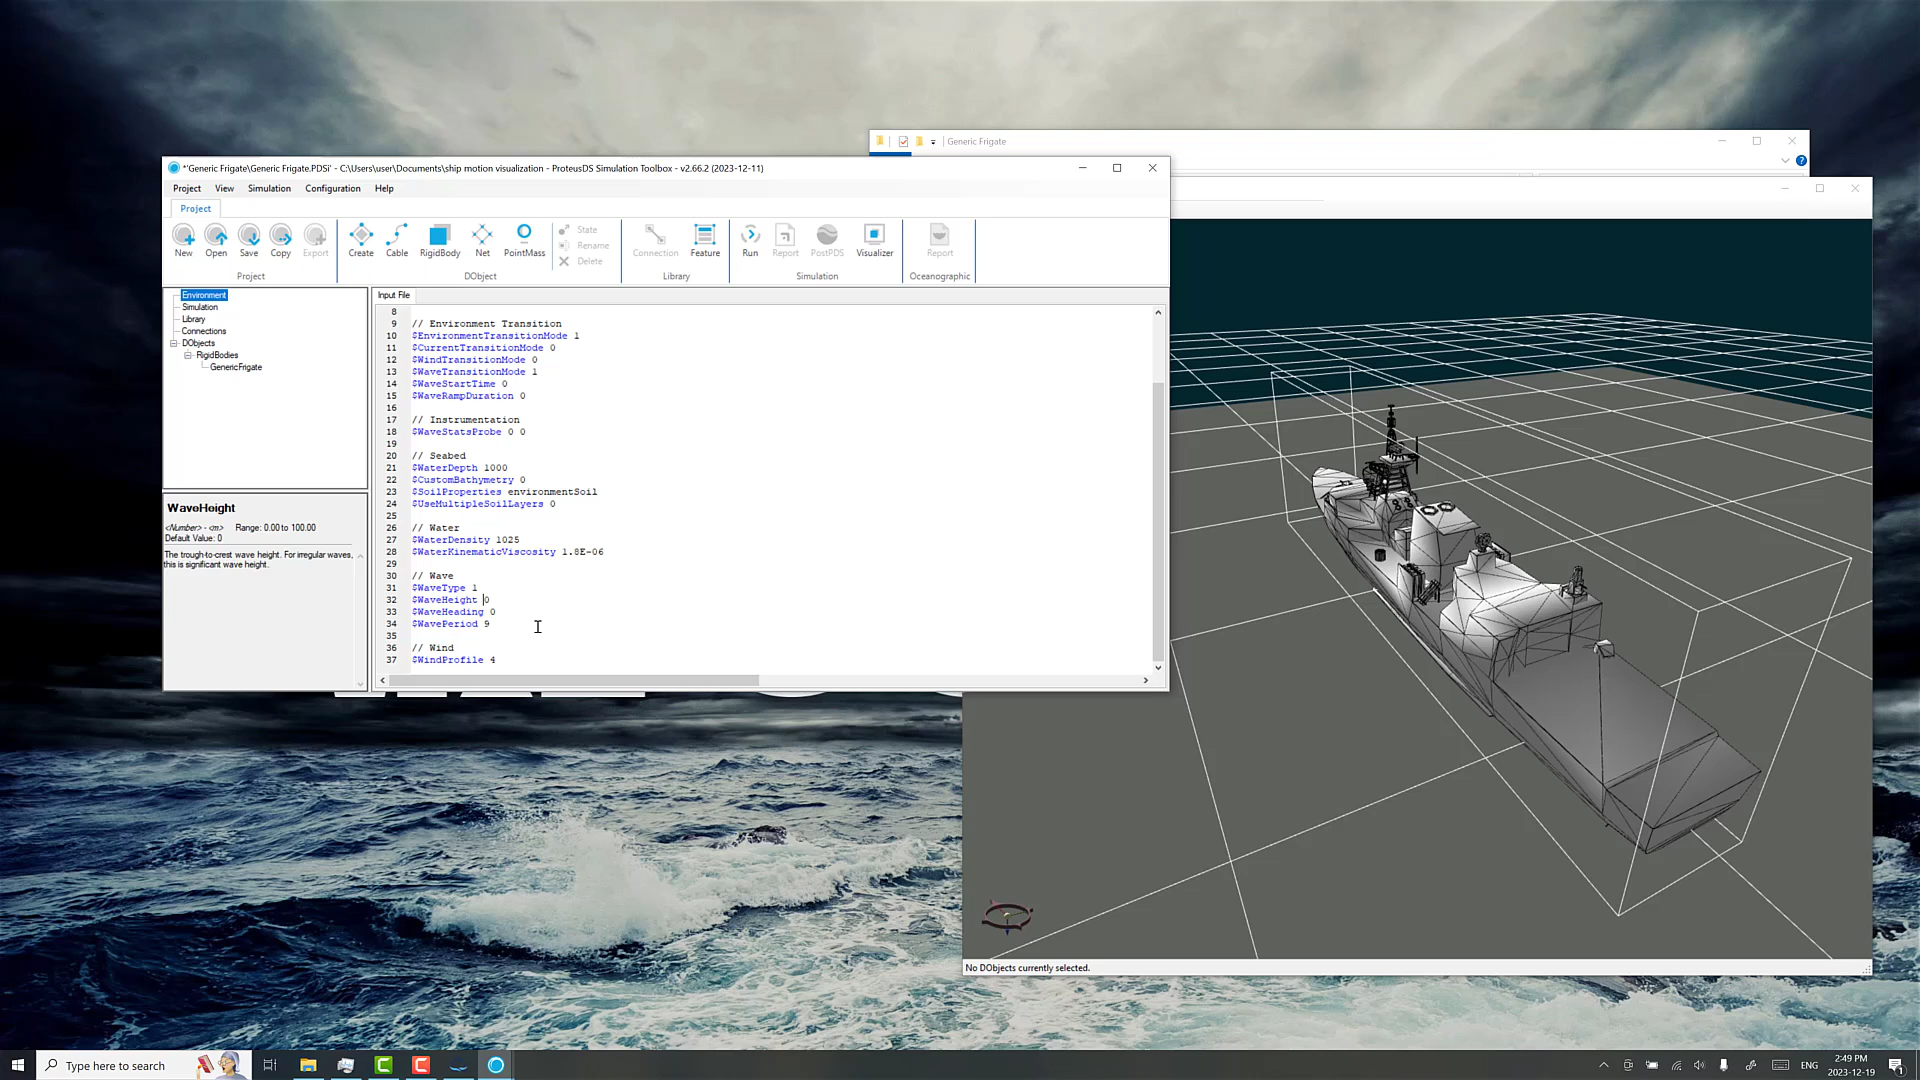 Generic Frigate
*'Generic Frigate\Generic Frigate.PDSi' - C:\Users\user\Documents\ship motion visualization - ProteusDS Simulation Toolbox - v2.66.2 (2023-12-11)
Project View Simulation Configuration Help
Project
New Open Save Copy Export
Project
Create Cable RigidBody Net PointMass
State
Rename
Delete
DObject
Connection Feature
Library
Run Report PostPDS Visualizer
Simulation
Report
Oceanographic
Environment
Simulation
Library
Connections
DObjects
RigidBodies
GenericFrigate
WaveHeight
<Number> - <m> Range: 0.00 to 100.00
Default Value: 0
The trough-to-crest wave height. For irregular waves,
this is significant wave height.
Input File
8
9 // Environment Transition
10 $EnvironmentTransitionMode 1
11 $CurrentTransitionMode 0
12 $WindTransitionMode 0
13 $WaveTransitionMode 1
14 $WaveStartTime 0
15 $WaveRampDuration 0
16
17 // Instrumentation
18 $WaveStatsProbe 0 0
19
20 // Seabed
21 $WaterDepth 1000
22 $CustomBathymetry 0
23 $SoilProperties environmentSoil
24 $UseMultipleSoilLayers 0
25
26 // Water
27 $WaterDensity 1025
28 $WaterKinematicViscosity 1.8E-06
29
30 // Wave
31 $WaveType 1
32 $WaveHeight 0
33 $WaveHeading 0
34 $WavePeriod 9
35
36 // Wind
37 $WindProfile 4
No DObjects currently selected.
Type here to search
ENG
2:49 PM
2023-12-19
1